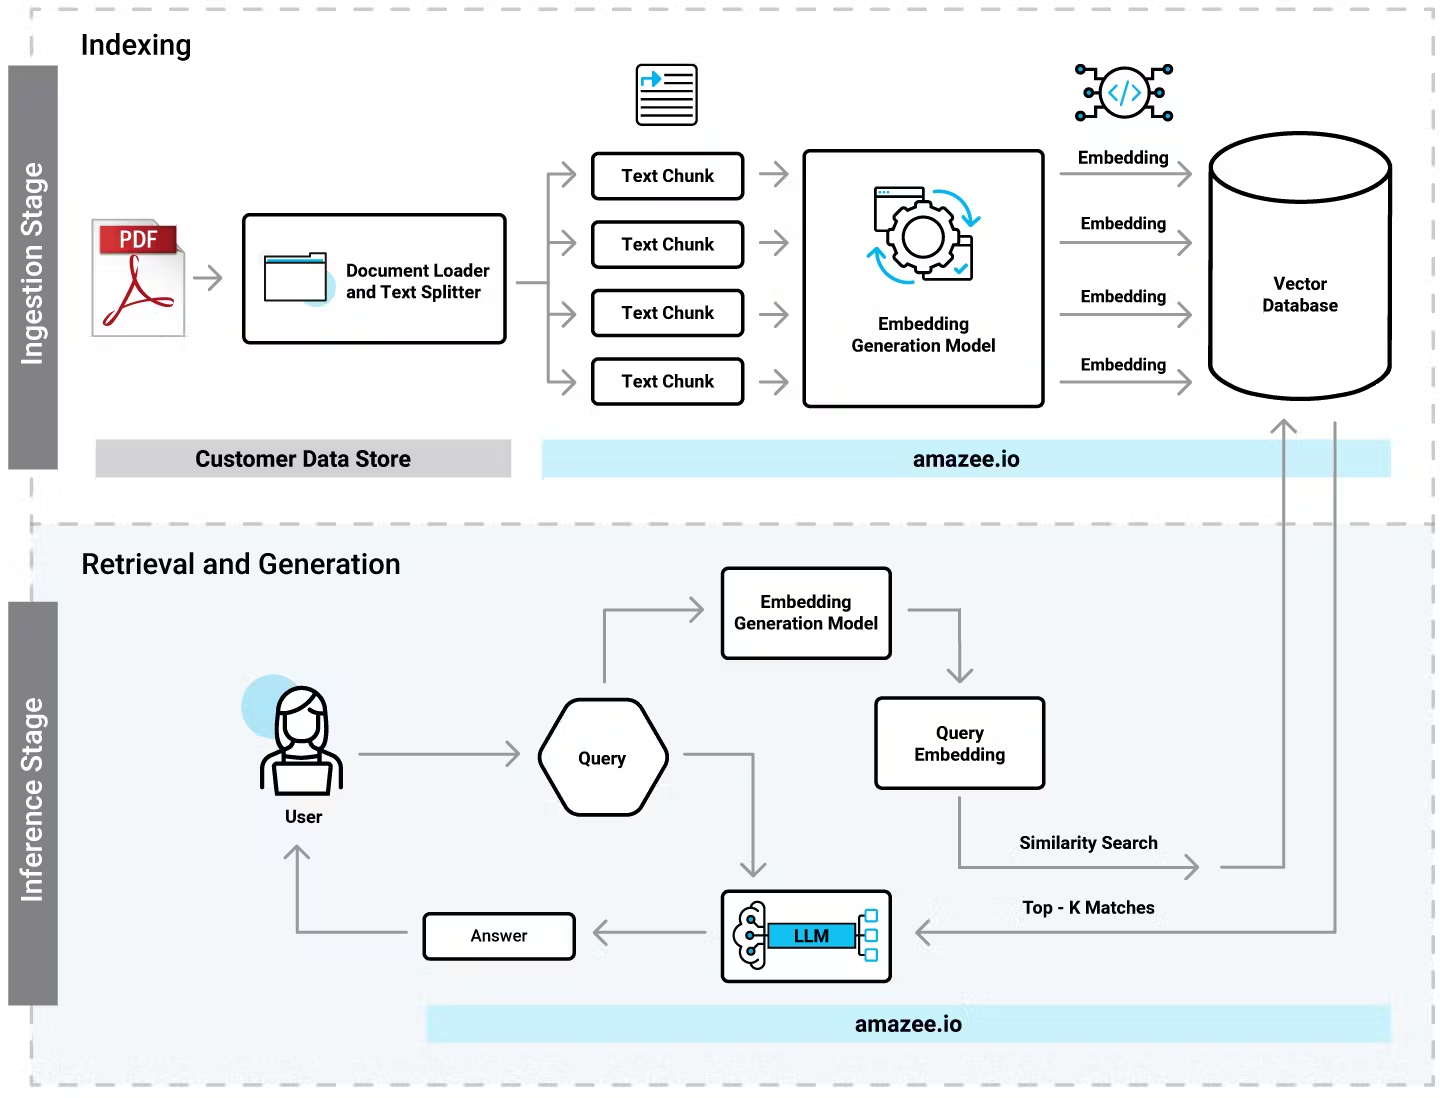 Indexing
Ingestion Stage
PDF
Document Loader
and Text Splitter
Text Chunk
Text Chunk
Text Chunk
Text Chunk
</>
Embedding
Generation Model
Embedding
Embedding
Embedding
Embedding
Vector
Database
Customer Data Store
amazee.io
Retrieval and Generation
Inference Stage
Embedding
Generation Model
User
Query
Query
Embedding
Similarity Search
Top - K Matches
LLM
Answer
amazee.io